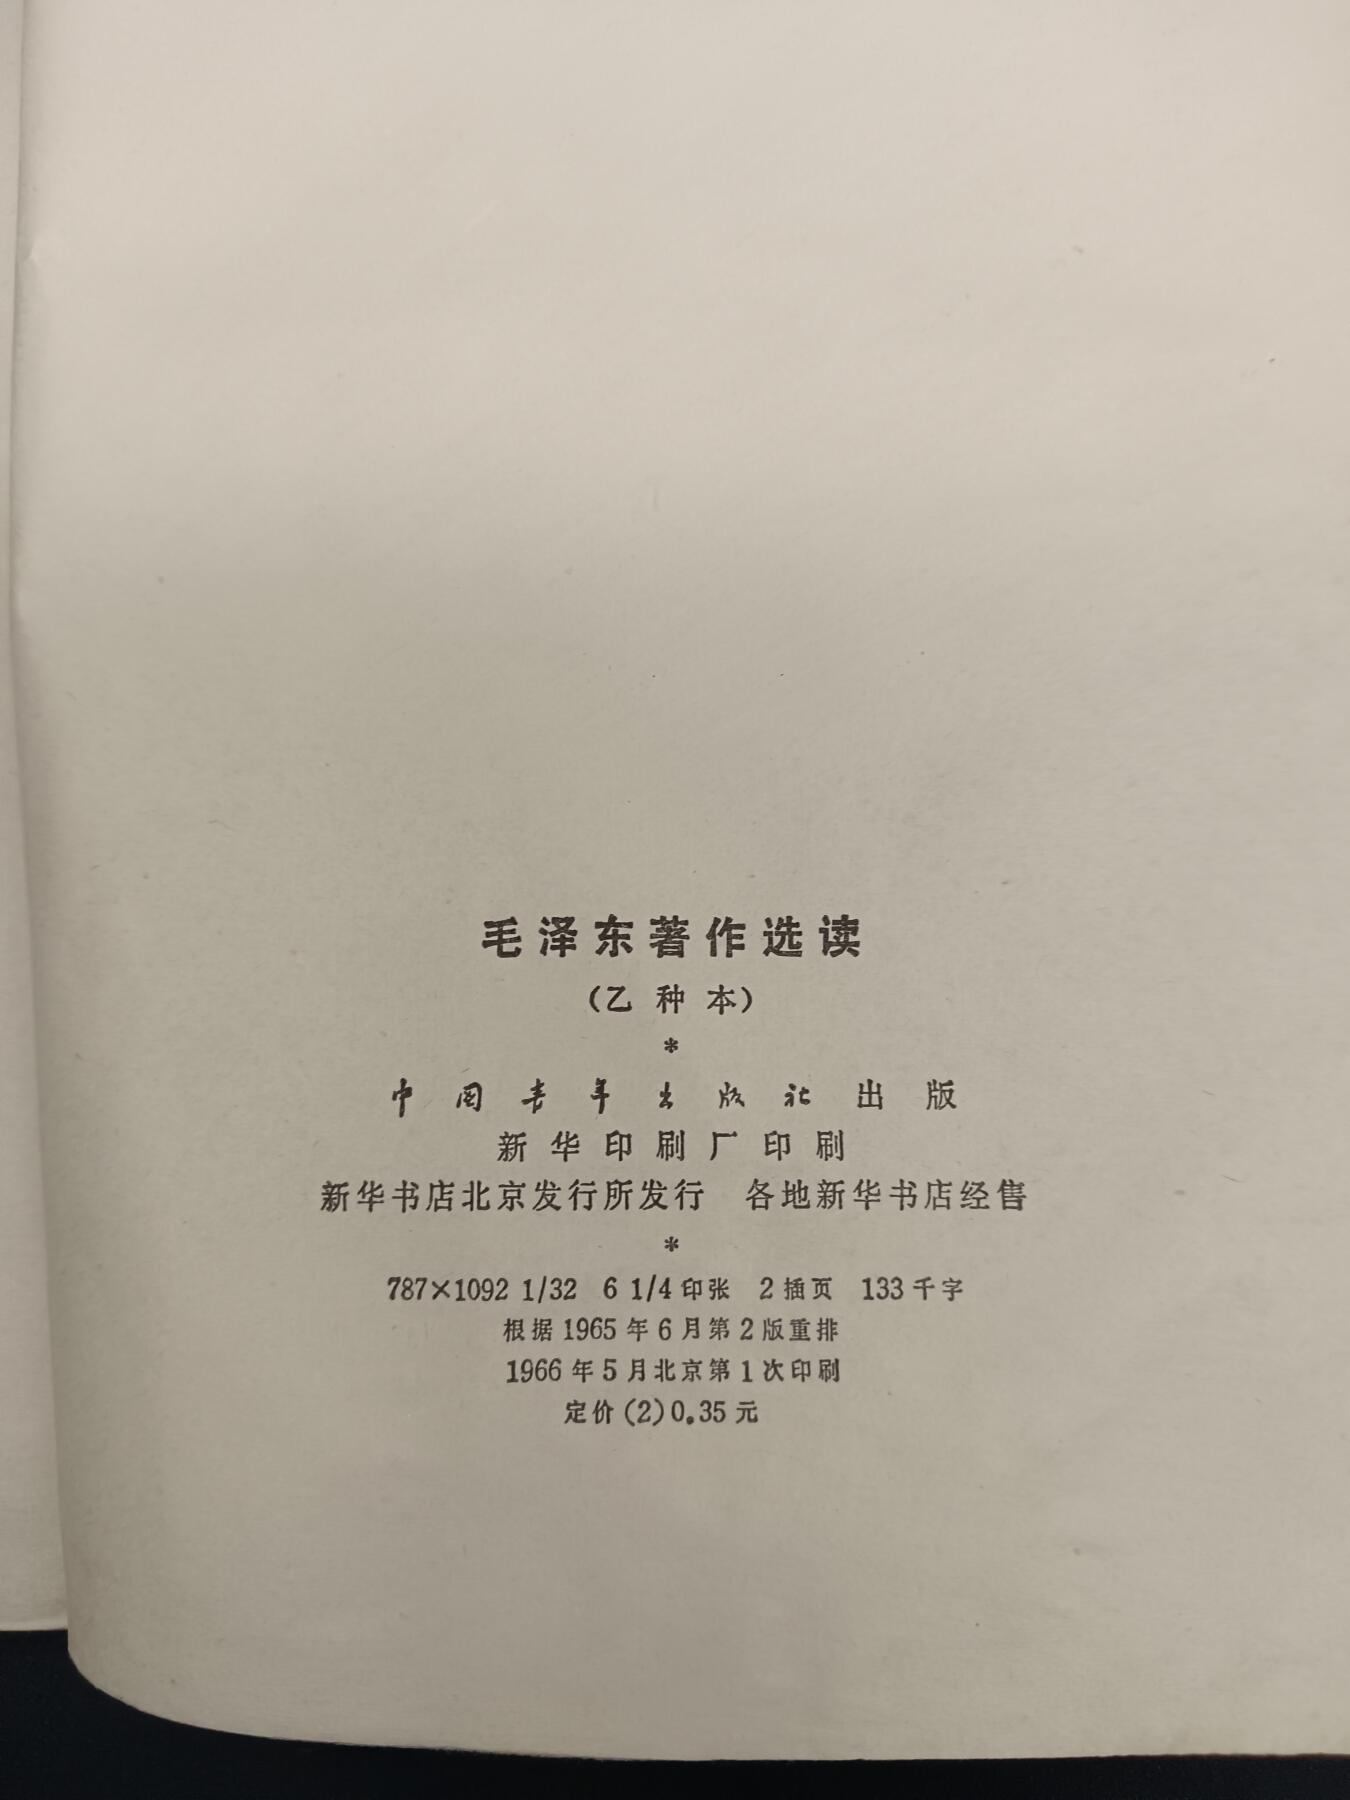 毛泽东著作选读
(乙种本)
*
中国青年出版社出版
新华印刷厂印刷
新华书店北京发行所发行 各地新华书店经售
*
787×1092 1/32 6 1/4印张 2插页 133千字
根据1965年6月第2版重排
1966年5月北京第1次印刷
定价(2)0.35元